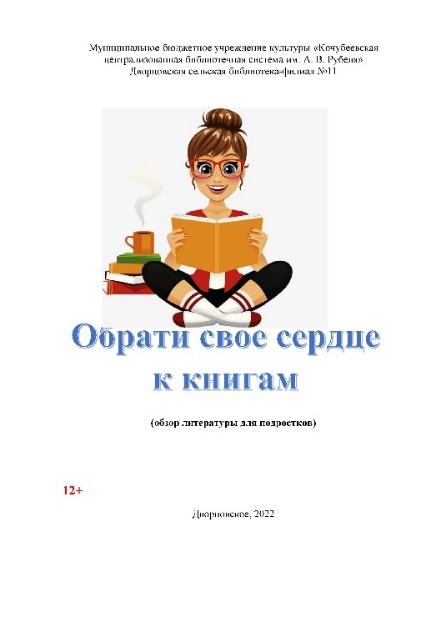 Муниципальное бюджетное учреждение культуры «Кочубеевская
централизованная библиотечная система им. А. В. Рубеля»
Дворцовская сельская библиотека-филиал №11
Обрати свое сердце
к книгам
(обзор литературы для подростков)
12+
Дворцовское, 2022